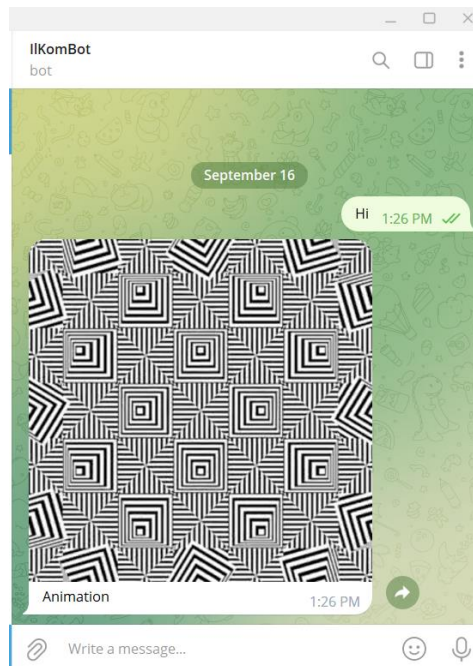 IlKomBot
bot
September 16
Hi 1:26 PM
Animation
1:26 PM
Write a message...